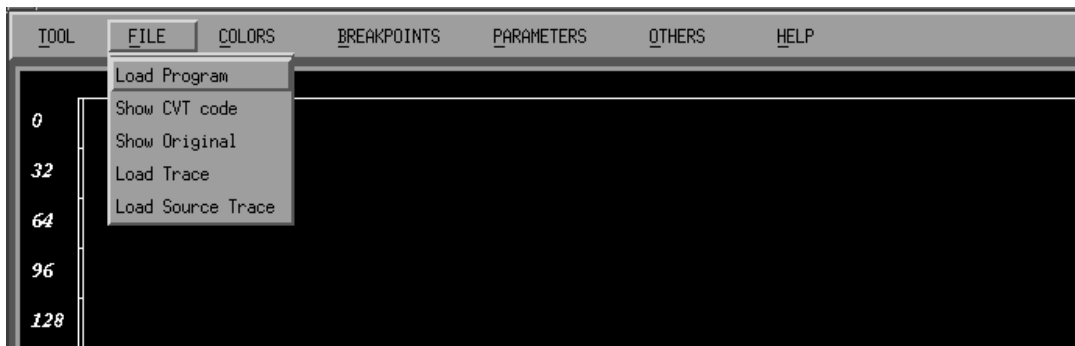 TOOL FILE COLORS BREAKPOINTS PARAMETERS OTHERS HELP
Load Program
Show CVT code
Show Original
Load Trace
Load Source Trace
0
32
64
96
128